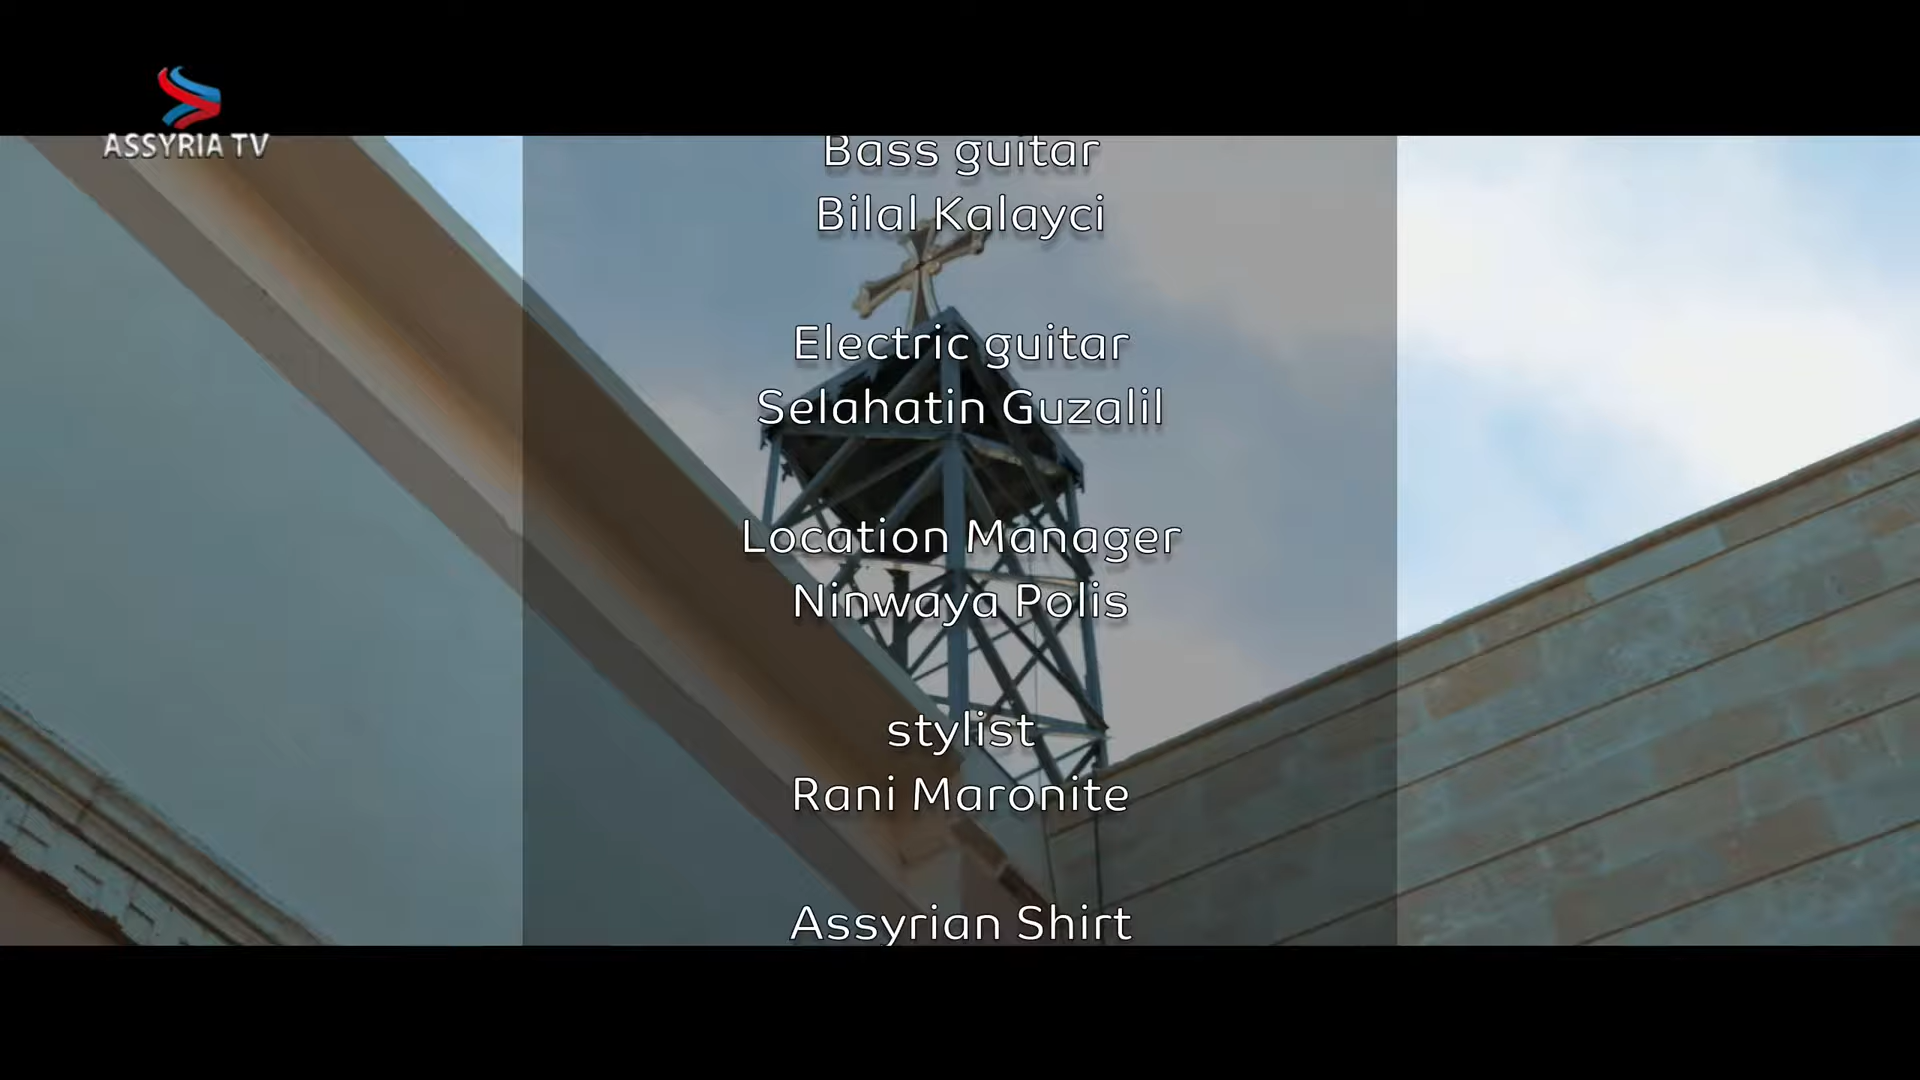 ASSYRIA TV
Bass guitar
Bilal Kalayci
Electric guitar
Selahatin Guzalil
Location Manager
Ninwaya Polis
stylist
Rani Maronite
Assyrian Shirt